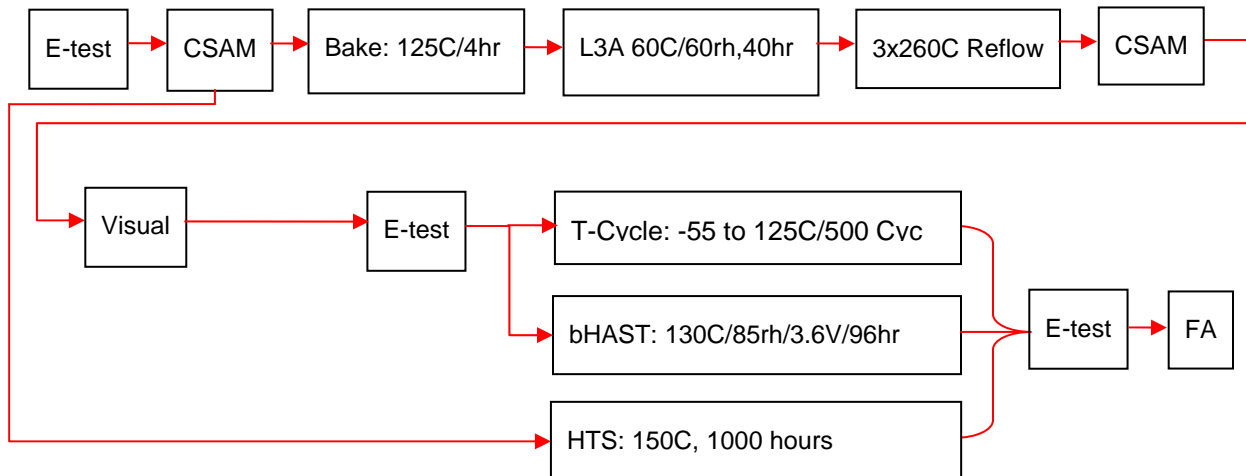 E-test
CSAM
Bake: 125C/4hr
L3A 60C/60rh,40hr
3x260C Reflow
CSAM
Visual
E-test
T-Cycle: -55 to 125C/500 Cyc
bHAST: 130C/85rh/3.6V/96hr
E-test
FA
HTS: 150C, 1000 hours